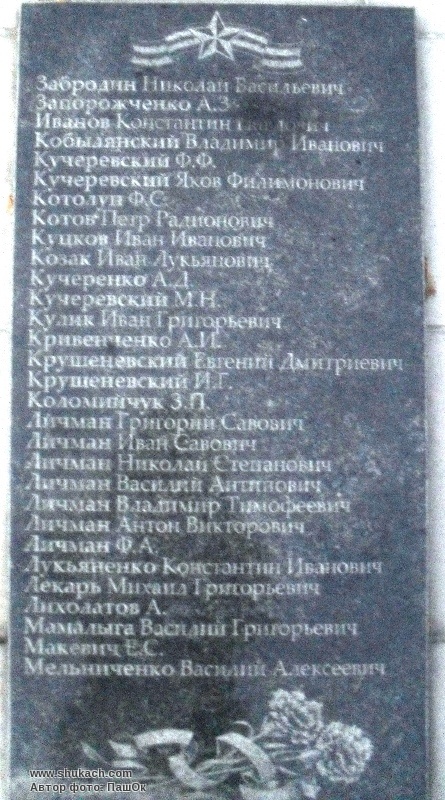 Забродин Николай Васильевич
Запорожченко А.З
Иванов Константин Павлович
Кобылянский Владимир Иванович
Кучеревский Ф.Ф.
Кучеревский Яков Филимонович
Котолуп Ф.С.
Котов Петр Радионович
Куцков Иван Иванович
Козак Иван Лукьянович
Кучеренко А.Д
Кучеревский М.Н.
Кулик Иван Григорьевич
Кривенченко А.И.
Крушеневский Евгений Дмитриевич
Крушеневский И.Г.
Коломийчук З.П.
Личман Григорий Савович
Личман Иван Савович
Личман Николай Степанович
Личман Василий Антипович
Личман Владимир Тимофеевич
Личман Антон Викторович
Личман Ф.А.
Лукьяненко Константин Иванович
Лекарь Михаил Григорьевич
Лихолатов А.
Мамалыга Василий Григорьевич
Макевич Е.С.
Мельниченко Василий Алексеевич
www.shukach.com
Автор фото: ПашОк